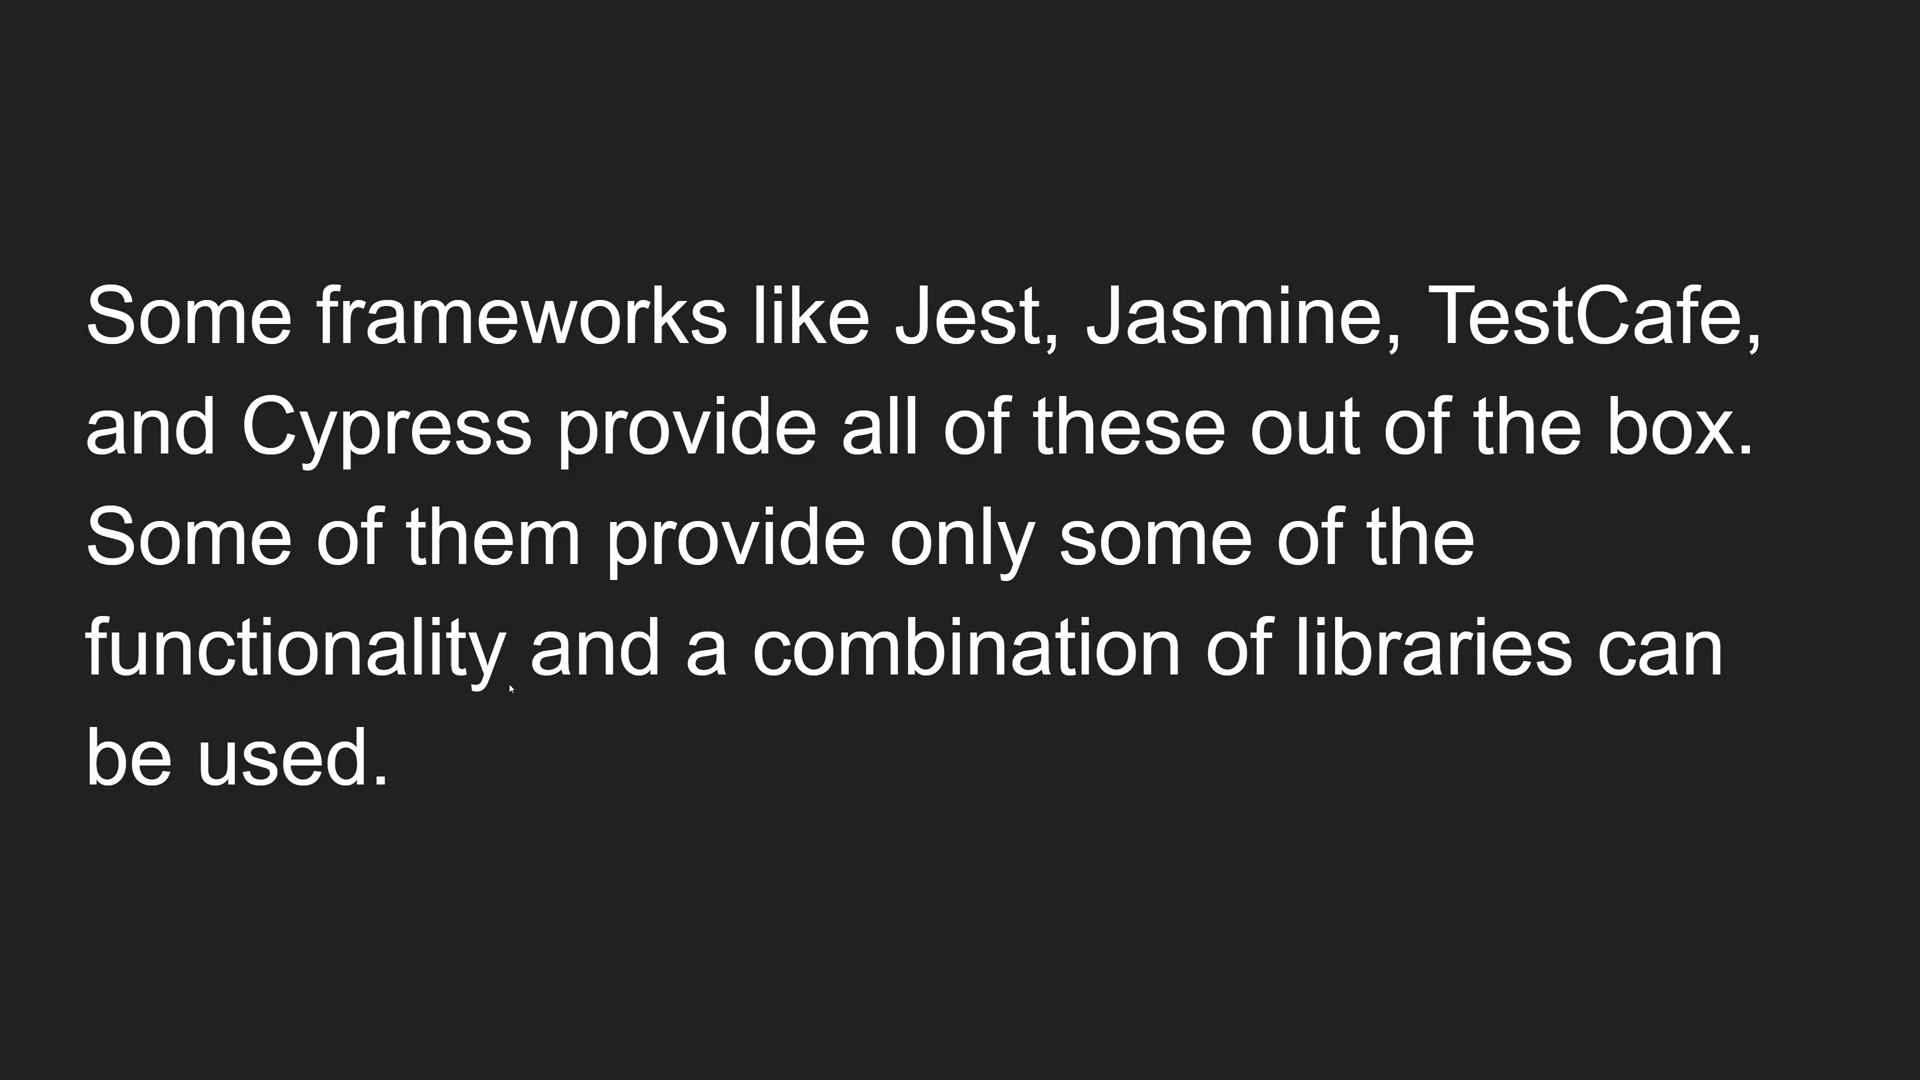 Some frameworks like Jest, Jasmine, TestCafe,
and Cypress provide all of these out of the box.
Some of them provide only some of the
functionality and a combination of libraries can
be used.